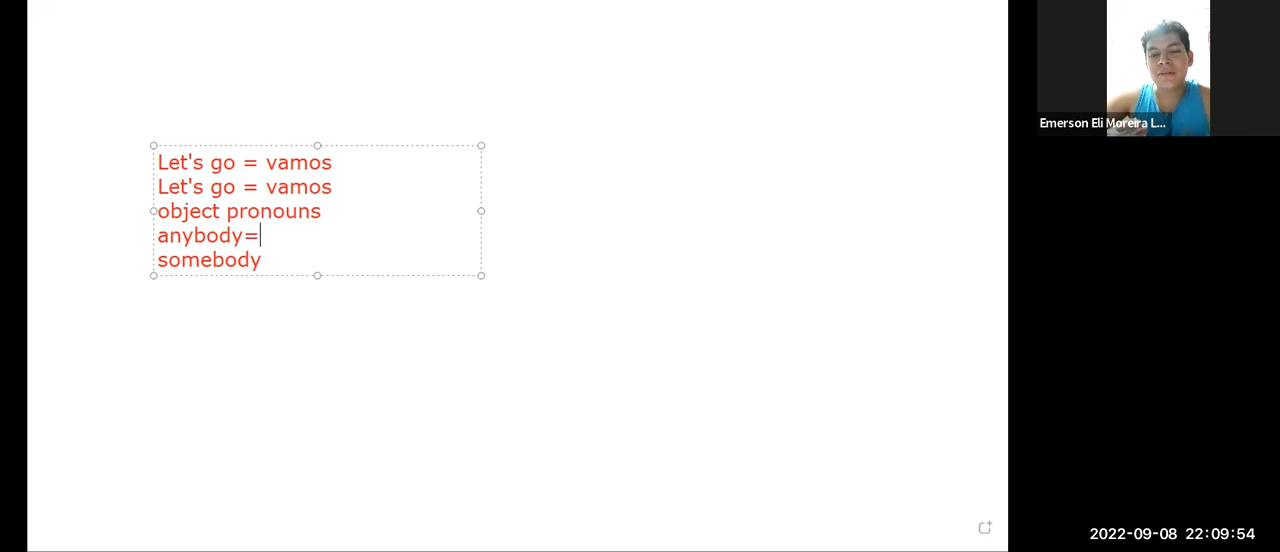 Let's go = vamos
Let's go = vamos
object pronouns
anybody=
somebody
Emerson Eli Moreira L...
2022-09-08 22:09:54